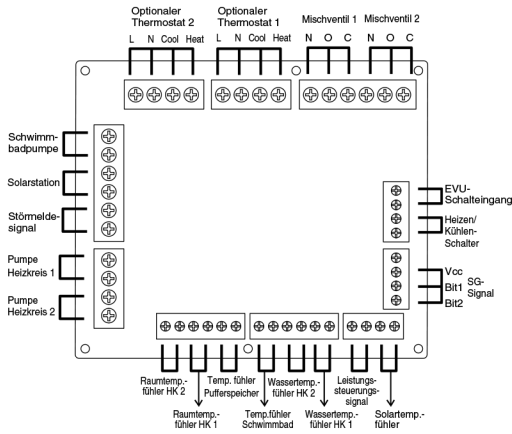 Optionaler
Thermostat 2
Optionaler
Thermostat 1
Mischventil 1
Mischventil 2
L N Cool Heat
L N Cool Heat
N O C
N O C
Schwimm-
badpumpe
Solarstation
Störmelde-
signal
Pumpe
Heizkreis 1
Pumpe
Heizkreis 2
EVU-
Schalteingang
Heizen/
Kühlen-
Schalter
Vcc
Bit1
Bit2
SG-
Signal
Raumtemp.-
fühler HK 2
Temp. fühler
Pufferspeicher
Wassertemp.-
fühler HK 2
Leistungs-
steuerungs-
signal
Raumtemp.-
fühler HK 1
Temp.fühler
Schwimmbad
Wassertemp.-
fühler HK 1
Solartemp.-
fühler